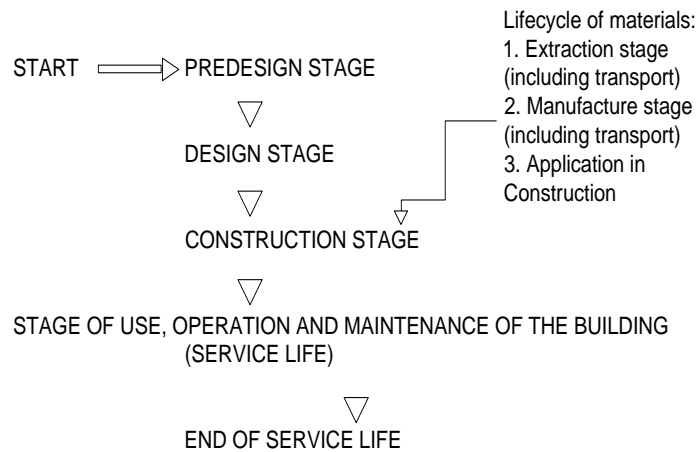 START
PREDESIGN STAGE
DESIGN STAGE
CONSTRUCTION STAGE
STAGE OF USE, OPERATION AND MAINTENANCE OF THE BUILDING
(SERVICE LIFE)
END OF SERVICE LIFE
Lifecycle of materials:
1. Extraction stage
(including transport)
2. Manufacture stage
(including transport)
3. Application in
Construction